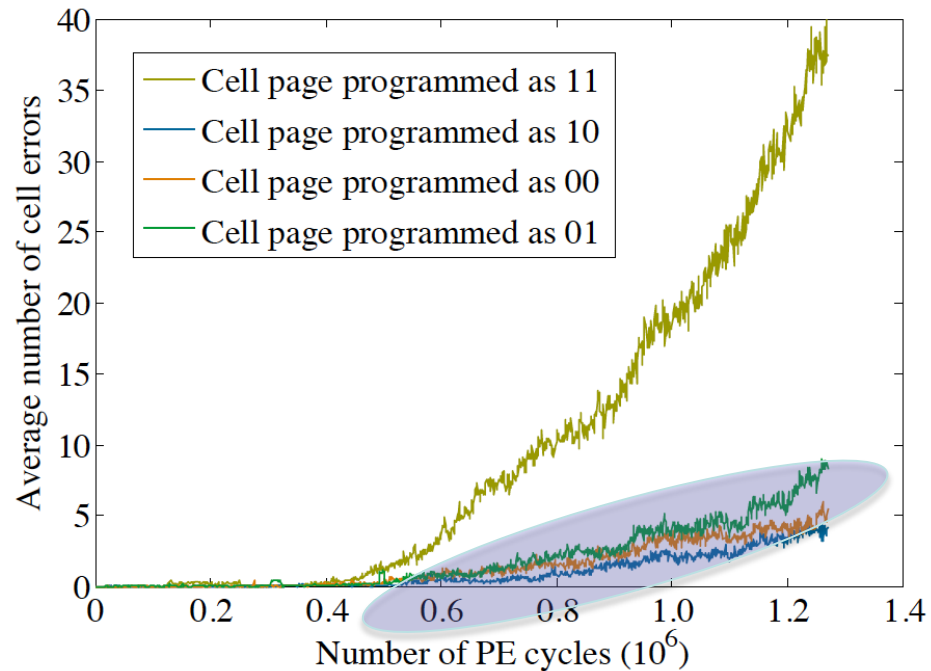 40
35
30
25
20
15
10
5
0
Average number of cell errors
Cell page programmed as 11
Cell page programmed as 10
Cell page programmed as 00
Cell page programmed as 01
0 0.2 0.4 0.6 0.8 1.0 1.2 1.4
Number of PE cycles (10⁶)